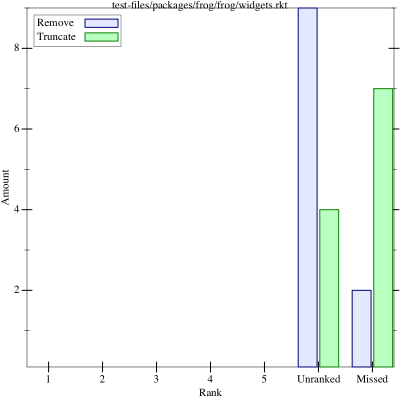 test-files/packages/frog/frog/widgets.rkt
Remove
Truncate
8
6
4
2
Amount
1 2 3 4 5 Unranked Missed
Rank